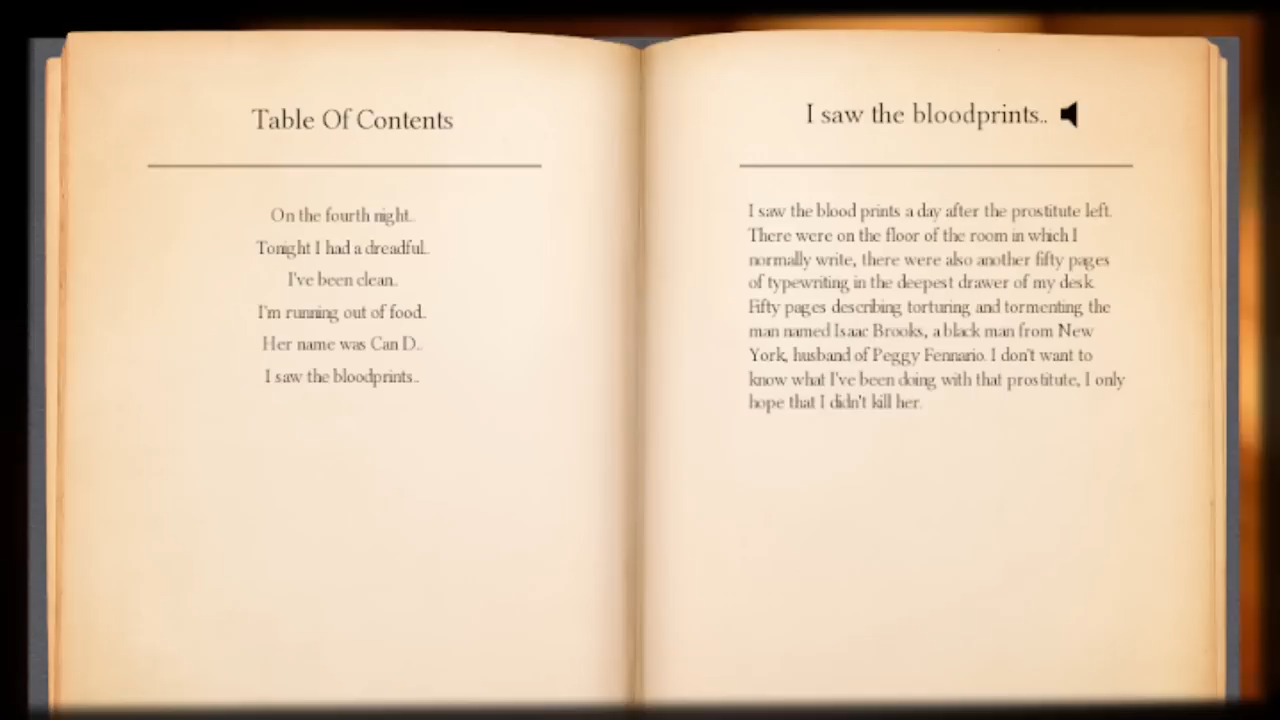 Table Of Contents
On the fourth night..
Tonight I had a dreadful..
I've been clean..
I'm running out of food..
Her name was Can D..
I saw the bloodprints..
I saw the bloodprints..
I saw the blood prints a day after the prostitute left.
There were on the floor of the room in which I
normally write, there were also another fifty pages
of typewriting in the deepest drawer of my desk.
Fifty pages describing torturing and tormenting the
man named Isaac Brooks, a black man from New
York, husband of Peggy Fennario. I don't want to
know what I've been doing with that prostitute, I only
hope that I didn't kill her.